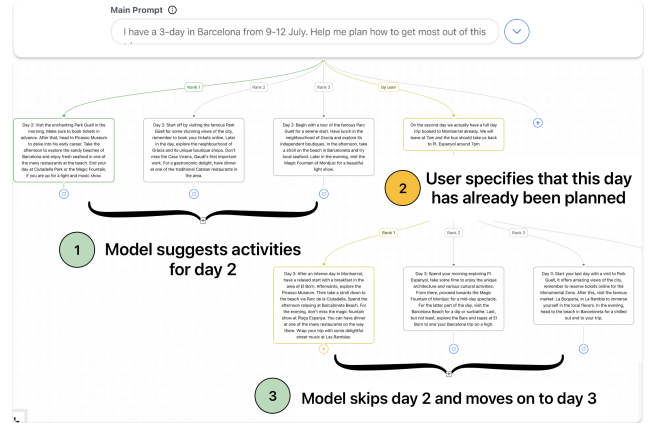 Main Prompt
I have a 3-day in Barcelona from 9-12 July. Help me plan how to get most out of this
Rank 1
Rank 2
Rank 3
by user
Day 2: Visit the enchanting Park Guell in the
morning. Make sure to book tickets in
advance. After that, head to Picasso Museum
to delve into his early career. Take the
afternoon to explore the sandy beaches of
Barcelona and enjoy fresh seafood in one of
the many restaurants at the beach. End your
day at Ciutadella Park or the Magic Fountain,
if you are up for a light and music show.
Day 2: Start off by visiting the famous Park
Guell for some stunning views of the city,
remember to book your tickets online. Later
in the day, explore the neighbourhood of
Gràcia and its unique boutique shops. Don't
miss the Casa Vicens, Gaudí's first important
work. For a gastronomic delight, have dinner
at one of the traditional Catalan restaurants in
the area.
Day 2: Begin with a tour of the famous Parc
Guell for a serene start. Have lunch in the
neighbourhood of Gracia and explore its
independent boutiques. In the afternoon, take
a stroll on the beach in Barceloneta and try
local seafood. Later in the evening, visit the
Magic Fountain of Montjüic for a beautiful
light show.
On the second day we actually have a full day
trip booked to Montserrat already. We will
leave at 7am and the bus should take us back
to Pl. Espanyol around 7pm
1
Model suggests activities
for day 2
2
User specifies that this day
has already been planned
Rank 1
Rank 2
Rank 3
Day 3: After an intense day in Montserrat,
have a relaxed start with a breakfast in the
area of El Born. Afterwards, explore the
Picasso Museum. Then take a stroll down to
the beach via Parc de la Ciutadella. Spend the
afternoon relaxing at Barceloneta Beach. For
the evening, don't miss the magic fountain
show at Plaça Espanya. You can have dinner
at one of the many restaurants on the way
there. Wrap your trip with some delightful
street music at Las Ramblas.
Day 3: Spend your morning exploring Pl.
Espanyol, take some time to enjoy the unique
architecture and various cultural activities.
From there, proceed towards the Magic
Fountain of Montjuic for a mid-day spectacle.
For the later part of the day, visit the
Barcelona Beach for a dip or sunbathe. Last,
but not least, explore the Bars and tapas at El
Born to end your Barcelona trip on a high.
Day 3: Start your last day with a visit to Park
Guell, it offers amazing views of the city,
remember to reserve tickets online for the
Monumental Zone. After this, visit the famous
market: La Boqueria, in La Rambla to immerse
yourself in the local flavors. In the evening,
head to the beach in Barceloneta for a chilled
out end to your trip.
3
Model skips day 2 and moves on to day 3